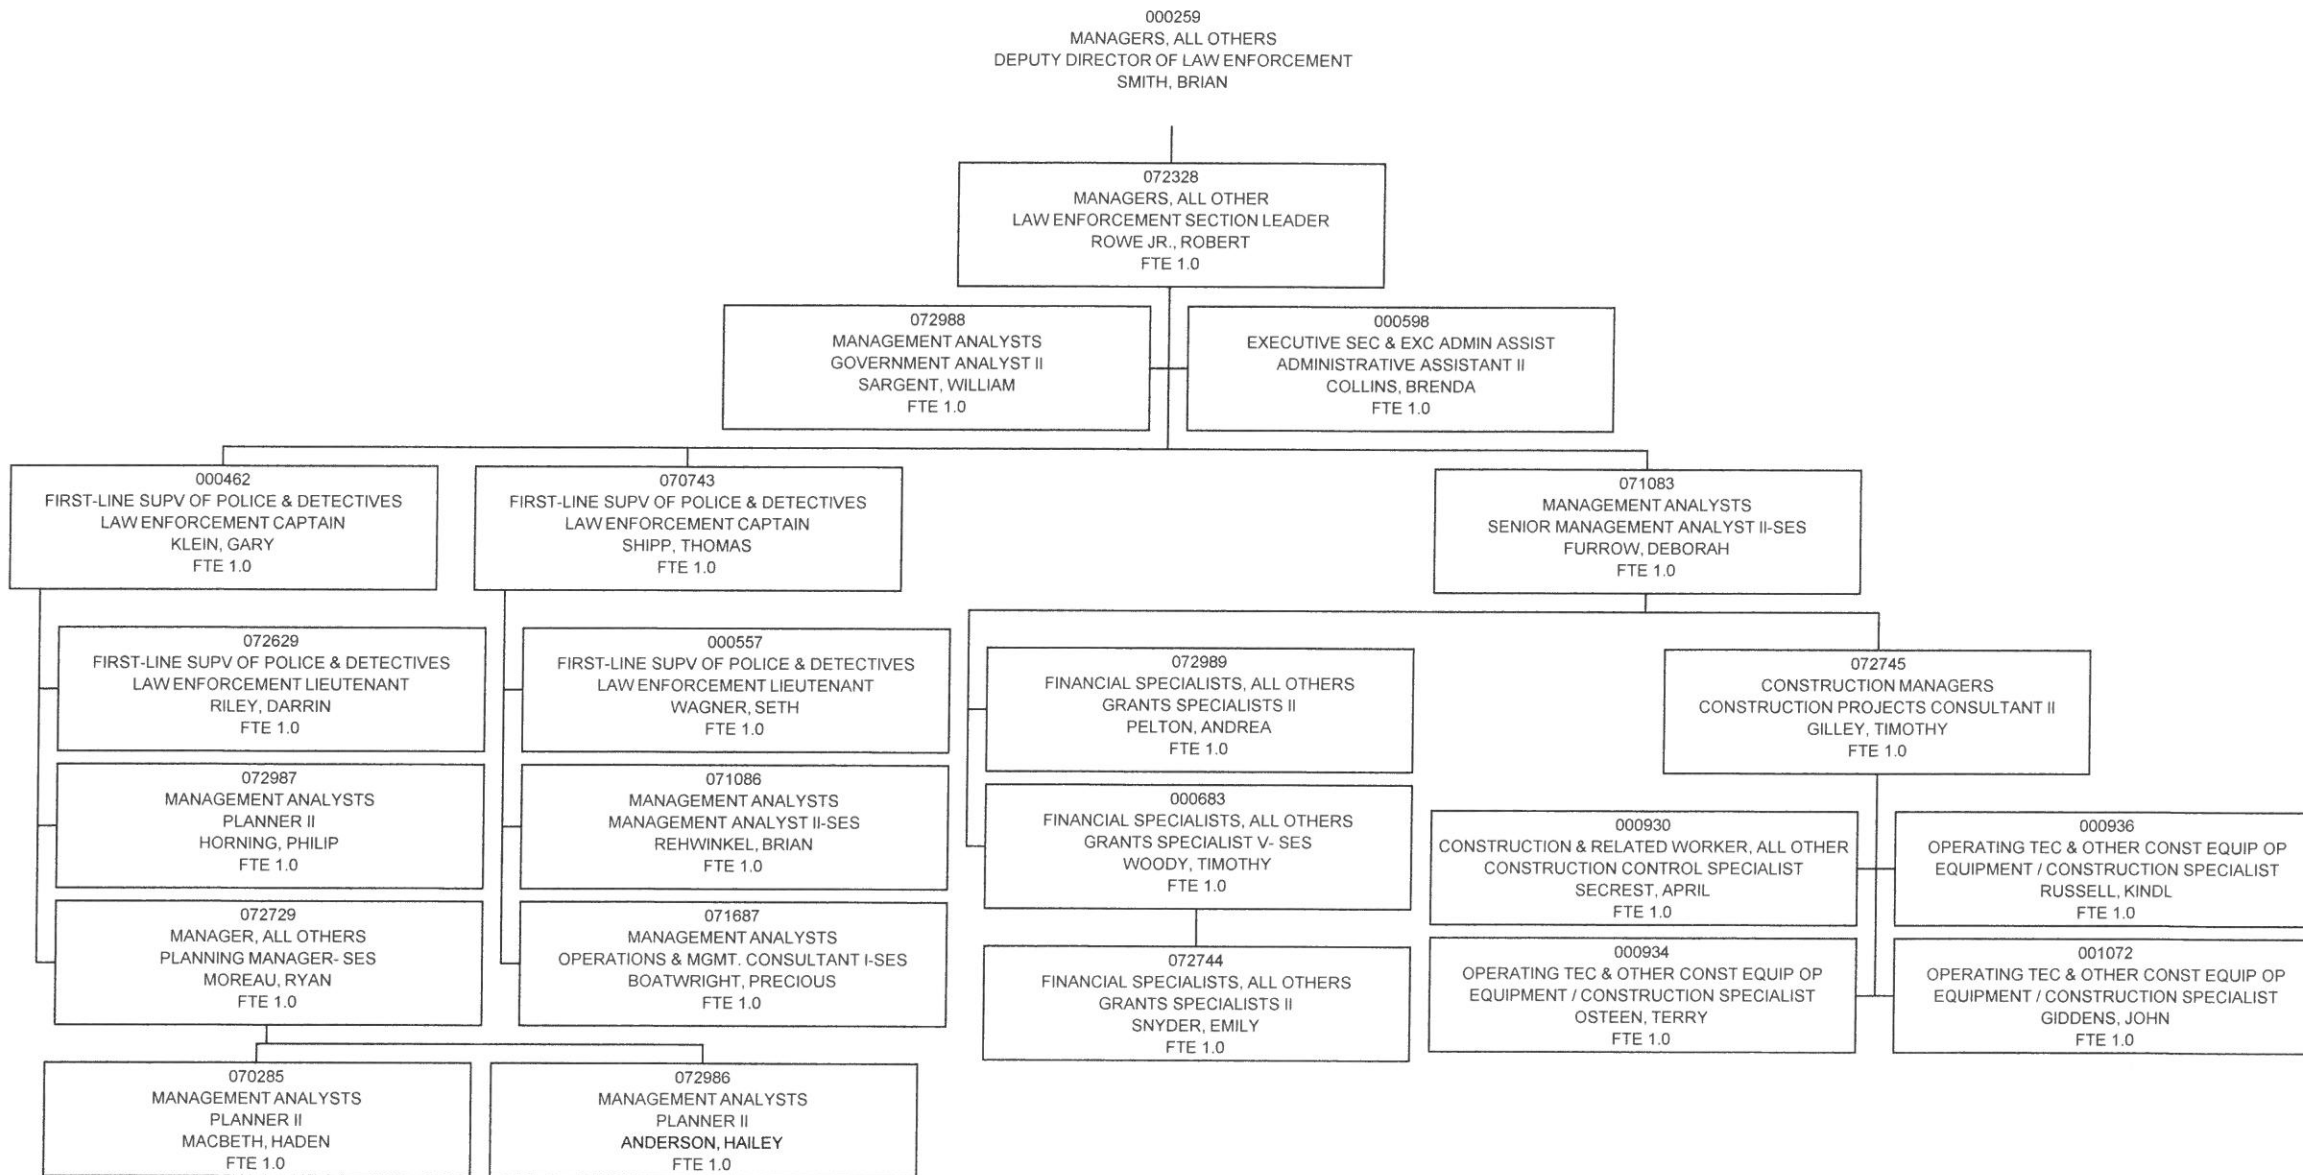 000259
MANAGERS, ALL OTHERS
DEPUTY DIRECTOR OF LAW ENFORCEMENT
SMITH, BRIAN
072328
MANAGERS, ALL OTHER
LAW ENFORCEMENT SECTION LEADER
ROWE JR., ROBERT
FTE 1.0
072988
MANAGEMENT ANALYSTS
GOVERNMENT ANALYST II
SARGENT, WILLIAM
FTE 1.0
000598
EXECUTIVE SEC & EXC ADMIN ASSIST
ADMINISTRATIVE ASSISTANT II
COLLINS, BRENDA
FTE 1.0
000462
FIRST-LINE SUPV OF POLICE & DETECTIVES
LAW ENFORCEMENT CAPTAIN
KLEIN, GARY
FTE 1.0
070743
FIRST-LINE SUPV OF POLICE & DETECTIVES
LAW ENFORCEMENT CAPTAIN
SHIPP, THOMAS
FTE 1.0
071083
MANAGEMENT ANALYSTS
SENIOR MANAGEMENT ANALYST II-SES
FURROW, DEBORAH
FTE 1.0
072629
FIRST-LINE SUPV OF POLICE & DETECTIVES
LAW ENFORCEMENT LIEUTENANT
RILEY, DARRIN
FTE 1.0
000557
FIRST-LINE SUPV OF POLICE & DETECTIVES
LAW ENFORCEMENT LIEUTENANT
WAGNER, SETH
FTE 1.0
072989
FINANCIAL SPECIALISTS, ALL OTHERS
GRANTS SPECIALISTS II
PELTON, ANDREA
FTE 1.0
072745
CONSTRUCTION MANAGERS
CONSTRUCTION PROJECTS CONSULTANT II
GILLEY, TIMOTHY
FTE 1.0
072987
MANAGEMENT ANALYSTS
PLANNER II
HORNING, PHILIP
FTE 1.0
071086
MANAGEMENT ANALYSTS
MANAGEMENT ANALYST II-SES
REHWINKEL, BRIAN
FTE 1.0
000683
FINANCIAL SPECIALISTS, ALL OTHERS
GRANTS SPECIALIST V- SES
WOODY, TIMOTHY
FTE 1.0
000930
CONSTRUCTION & RELATED WORKER, ALL OTHER
CONSTRUCTION CONTROL SPECIALIST
SECREST, APRIL
FTE 1.0
000936
OPERATING TEC & OTHER CONST EQUIP OP
EQUIPMENT / CONSTRUCTION SPECIALIST
RUSSELL, KINDL
FTE 1.0
072729
MANAGER, ALL OTHERS
PLANNING MANAGER- SES
MOREAU, RYAN
FTE 1.0
071687
MANAGEMENT ANALYSTS
OPERATIONS & MGMT. CONSULTANT I-SES
BOATWRIGHT, PRECIOUS
FTE 1.0
072744
FINANCIAL SPECIALISTS, ALL OTHERS
GRANTS SPECIALISTS II
SNYDER, EMILY
FTE 1.0
000934
OPERATING TEC & OTHER CONST EQUIP OP
EQUIPMENT / CONSTRUCTION SPECIALIST
OSTEEN, TERRY
FTE 1.0
001072
OPERATING TEC & OTHER CONST EQUIP OP
EQUIPMENT / CONSTRUCTION SPECIALIST
GIDDENS, JOHN
FTE 1.0
070285
MANAGEMENT ANALYSTS
PLANNER II
MACBETH, HADEN
FTE 1.0
072986
MANAGEMENT ANALYSTS
PLANNER II
ANDERSON, HAILEY
FTE 1.0